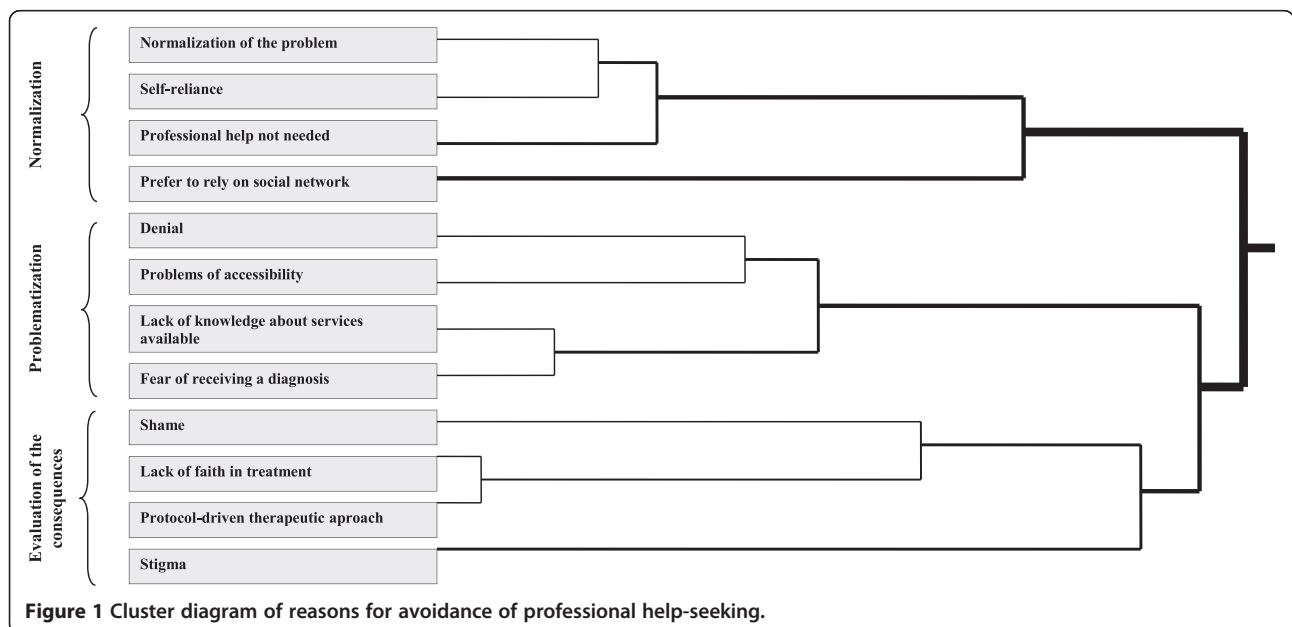 Normalization
Normalization of the problem
Self-reliance
Professional help not needed
Prefer to rely on social network
Problematization
Denial
Problems of accessibility
Lack of knowledge about services
available
Fear of receiving a diagnosis
Evaluation of the
consequences
Shame
Lack of faith in treatment
Protocol-driven therapeutic aproach
Stigma
Figure 1 Cluster diagram of reasons for avoidance of professional help-seeking.